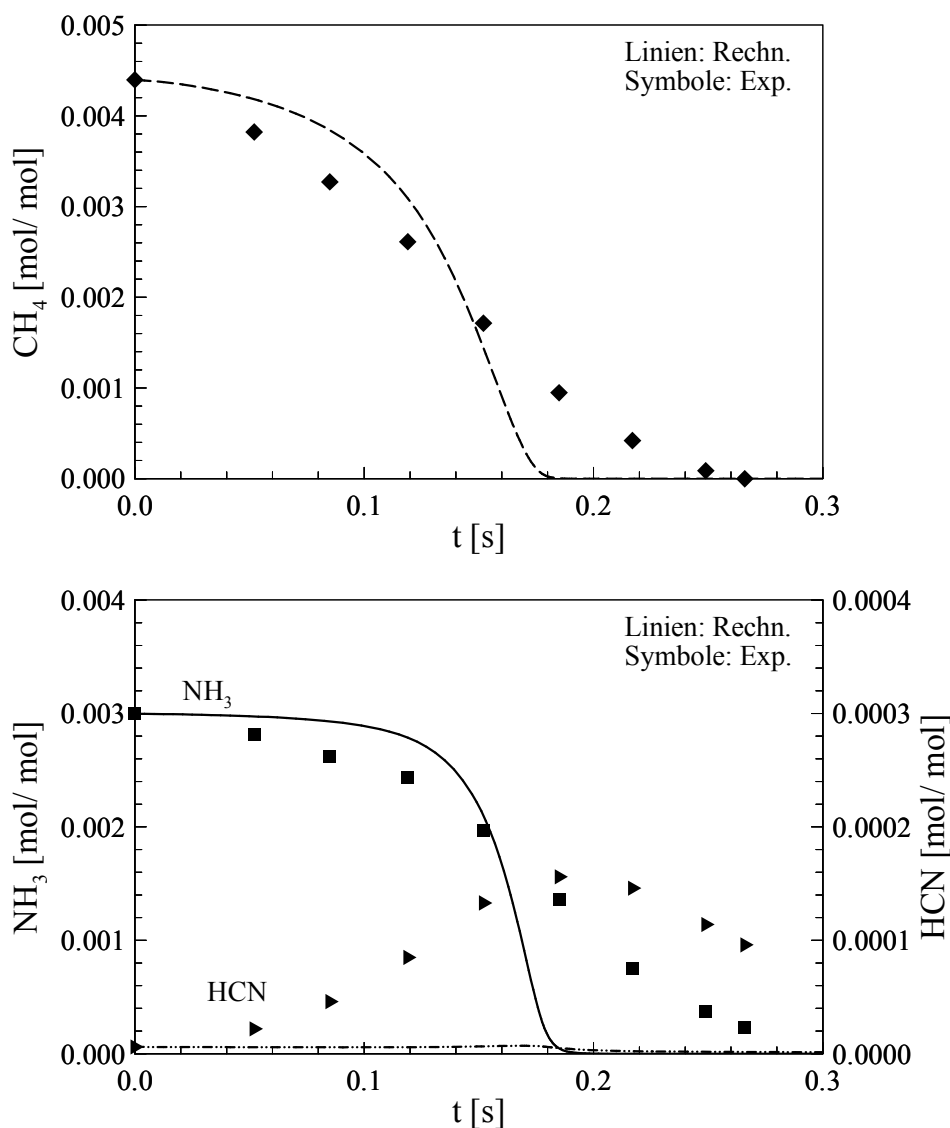 0.005
Linien: Rechn.
Symbole: Exp.
0.004
0.003
0.002
0.001
0.000
CH₄ [mol/ mol]
0.0 0.1 0.2 0.3
t [s]
0.004 0.0004
Linien: Rechn.
Symbole: Exp.
NH₃
0.003 0.0003
0.002 0.0002
0.001 0.0001
HCN
0.000 0.0000
NH₃ [mol/ mol]
HCN [mol/ mol]
0.0 0.1 0.2 0.3
t [s]